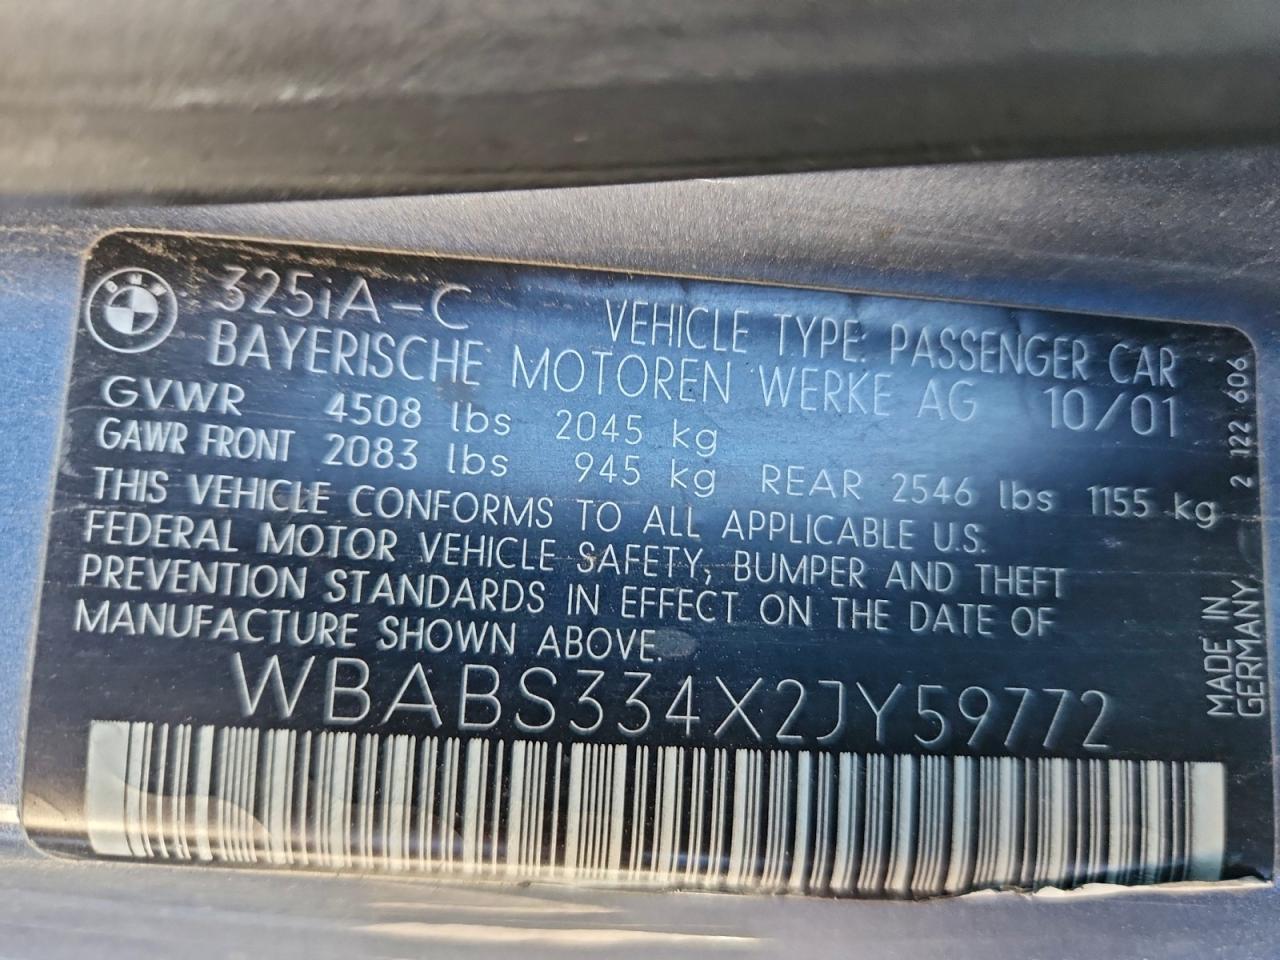 BMW
325iA-C
VEHICLE TYPE: PASSENGER CAR
BAYERISCHE MOTOREN WERKE AG 10/01
GVWR 4508 lbs 2045 kg
GAWR FRONT 2083 lbs 945 kg REAR 2546 lbs 1155 kg
THIS VEHICLE CONFORMS TO ALL APPLICABLE U.S.
FEDERAL MOTOR VEHICLE SAFETY, BUMPER AND THEFT
PREVENTION STANDARDS IN EFFECT ON THE DATE OF
MANUFACTURE SHOWN ABOVE.
WBABS334X2JY59772
2 122 606
MADE IN
GERMANY